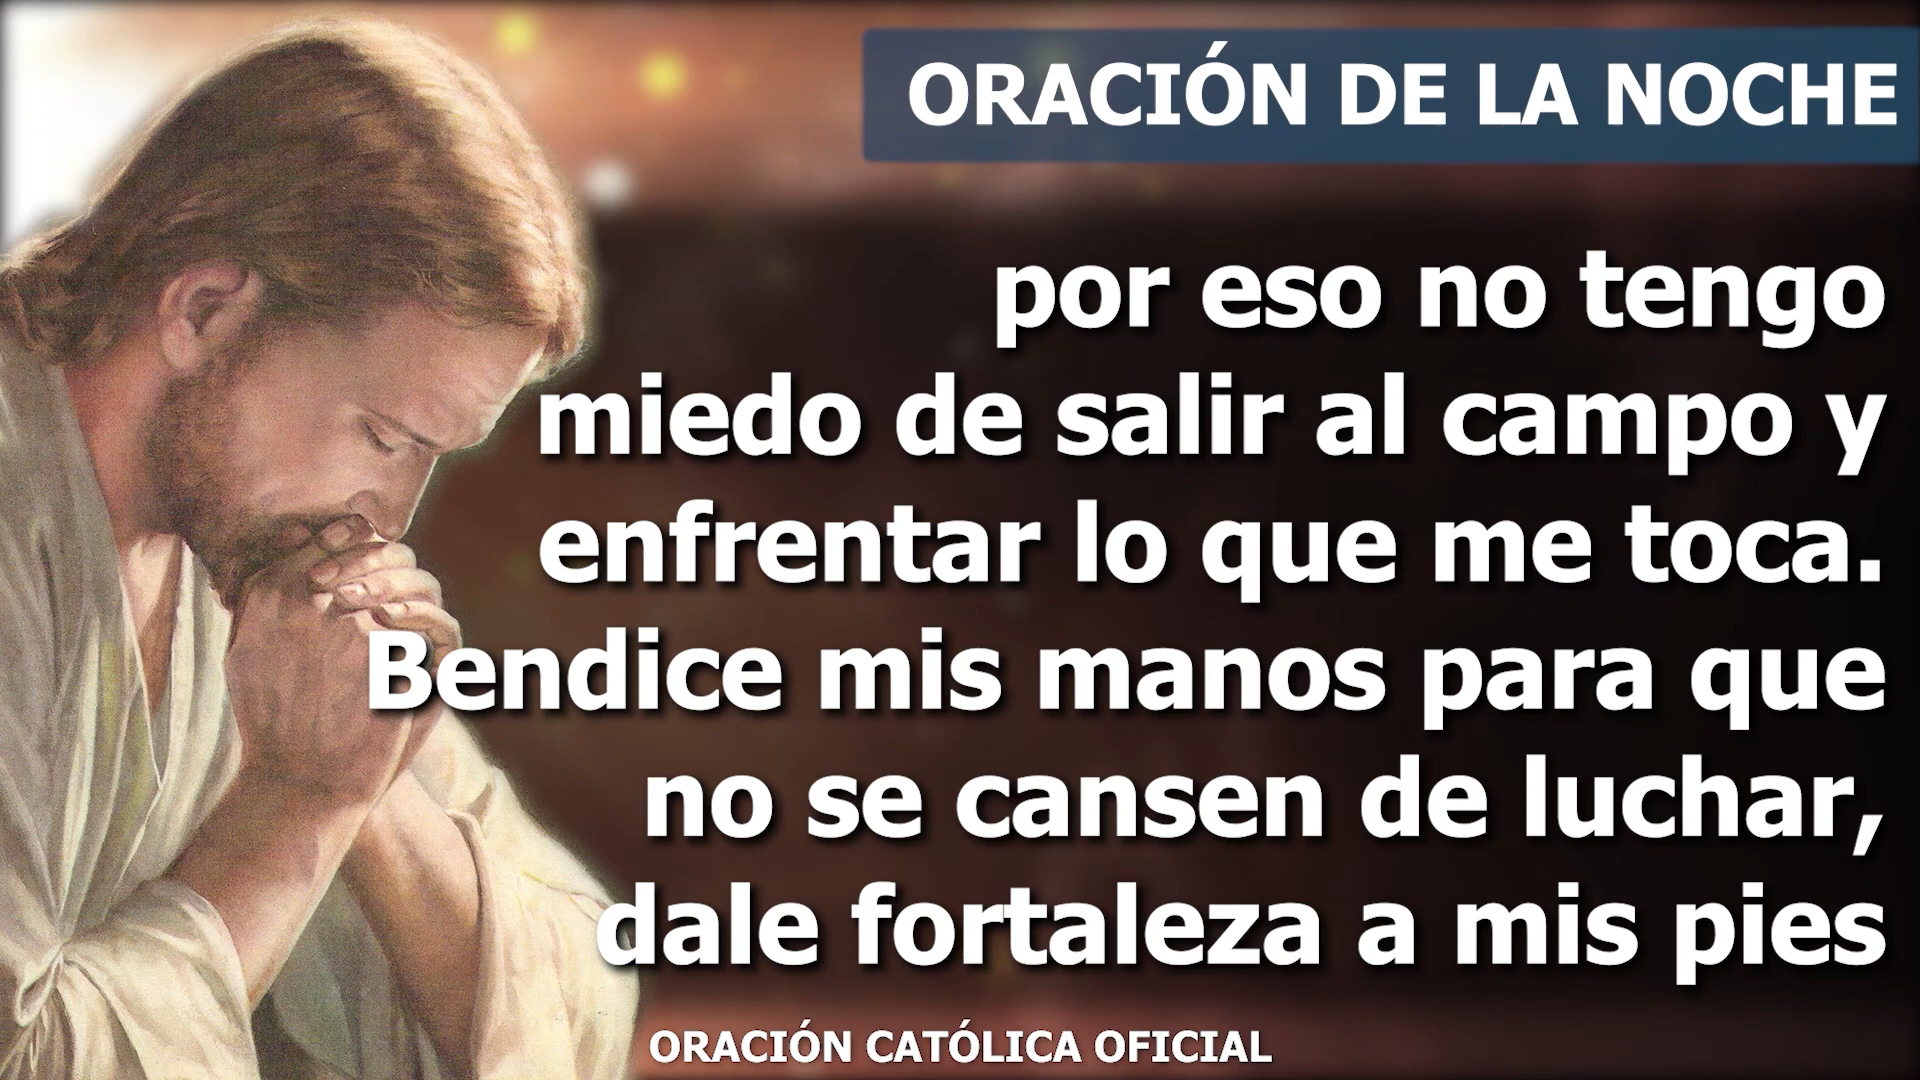 ORACIÓN DE LA NOCHE
por eso no tengo
miedo de salir al campo y
enfrentar lo que me toca.
Bendice mis manos para que
no se cansen de luchar,
dale fortaleza a mis pies
ORACIÓN CATÓLICA OFICIAL